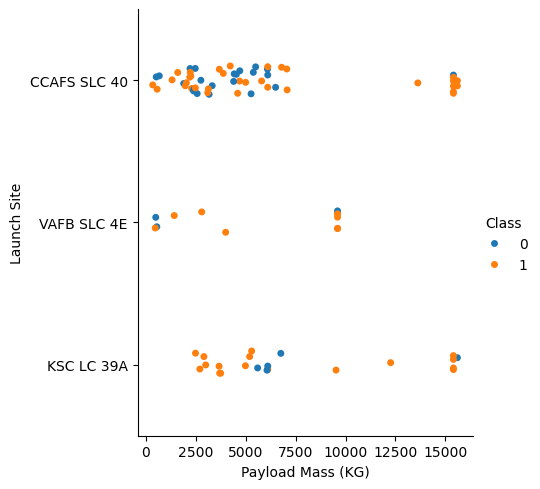 Launch Site
CCAFS SLC 40
VAFB SLC 4E
KSC LC 39A
0 2500 5000 7500 10000 12500 15000
Payload Mass (KG)
Class
0
1